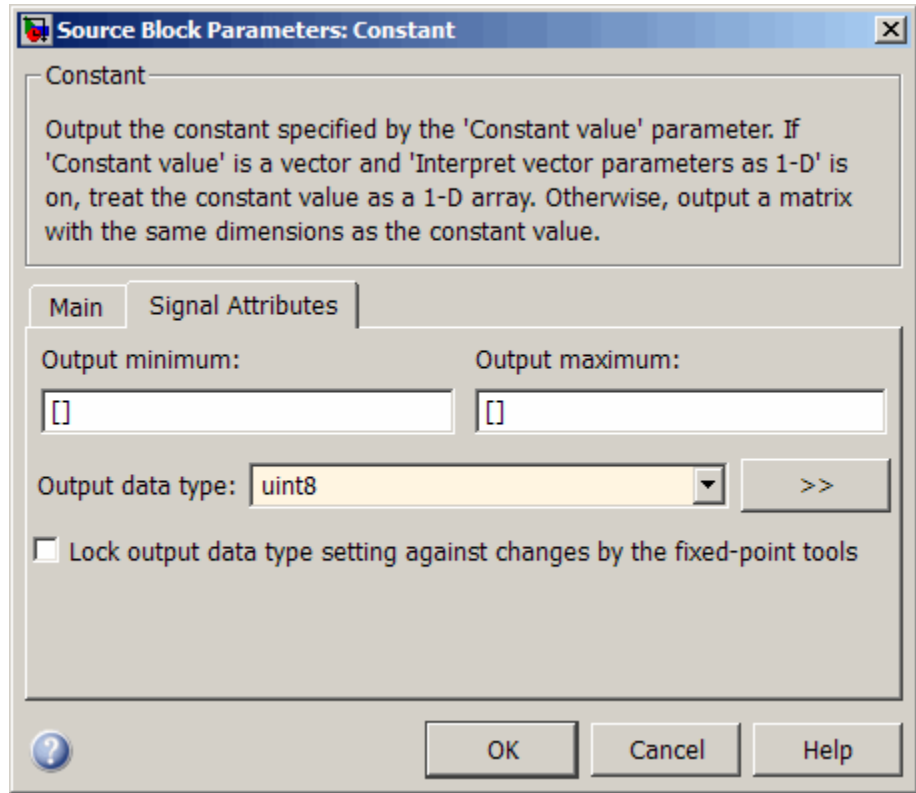 Source Block Parameters: Constant
Constant
Output the constant specified by the 'Constant value' parameter. If
'Constant value' is a vector and 'Interpret vector parameters as 1-D' is
on, treat the constant value as a 1-D array. Otherwise, output a matrix
with the same dimensions as the constant value.
Main Signal Attributes
Output minimum: Output maximum:
[] []
Output data type: uint8 >>
Lock output data type setting against changes by the fixed-point tools
? OK Cancel Help